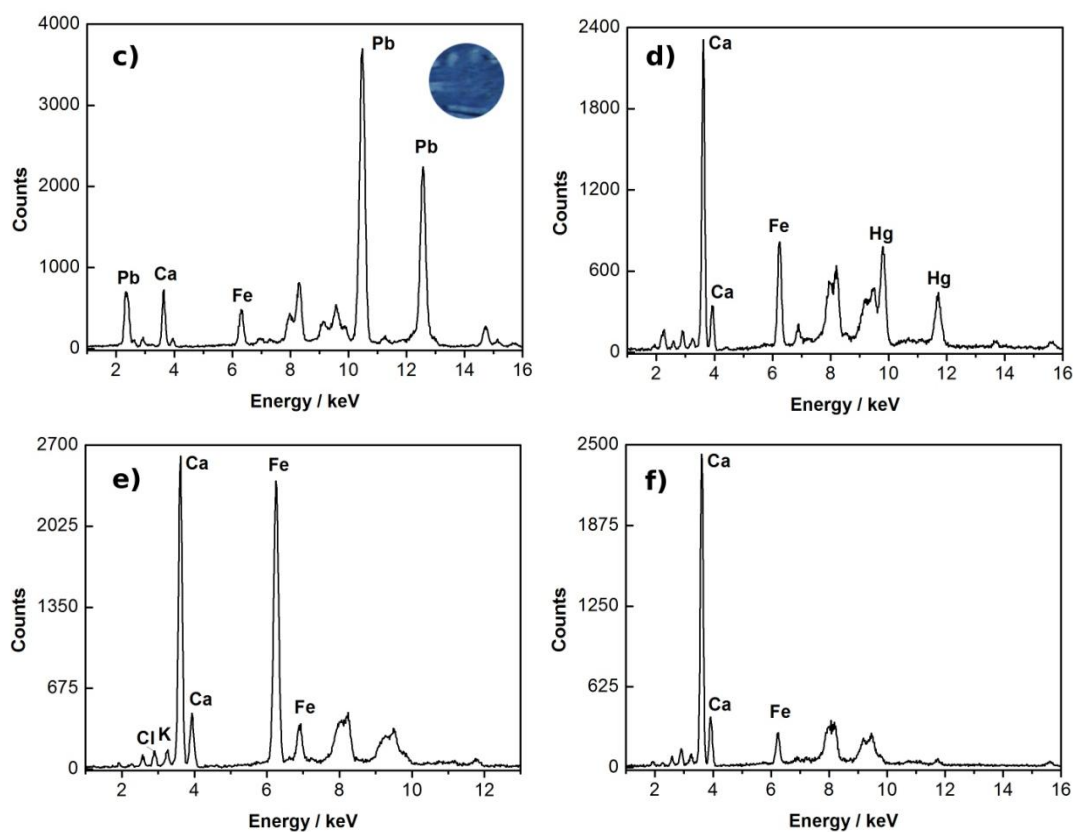 c)
4000
3000
2000
1000
0
Counts
Pb
Ca
Fe
Pb
Pb
2 4 6 8 10 12 14 16
Energy / keV
d)
2400
1800
1200
600
0
Counts
Ca
Ca
Fe
Hg
Hg
2 4 6 8 10 12 14 16
Energy / keV
e)
2700
2025
1350
675
0
Counts
Cl
K
Ca
Ca
Fe
Fe
2 4 6 8 10 12
Energy / keV
f)
2500
1875
1250
625
0
Counts
Ca
Ca
Fe
2 4 6 8 10 12 14 16
Energy / keV